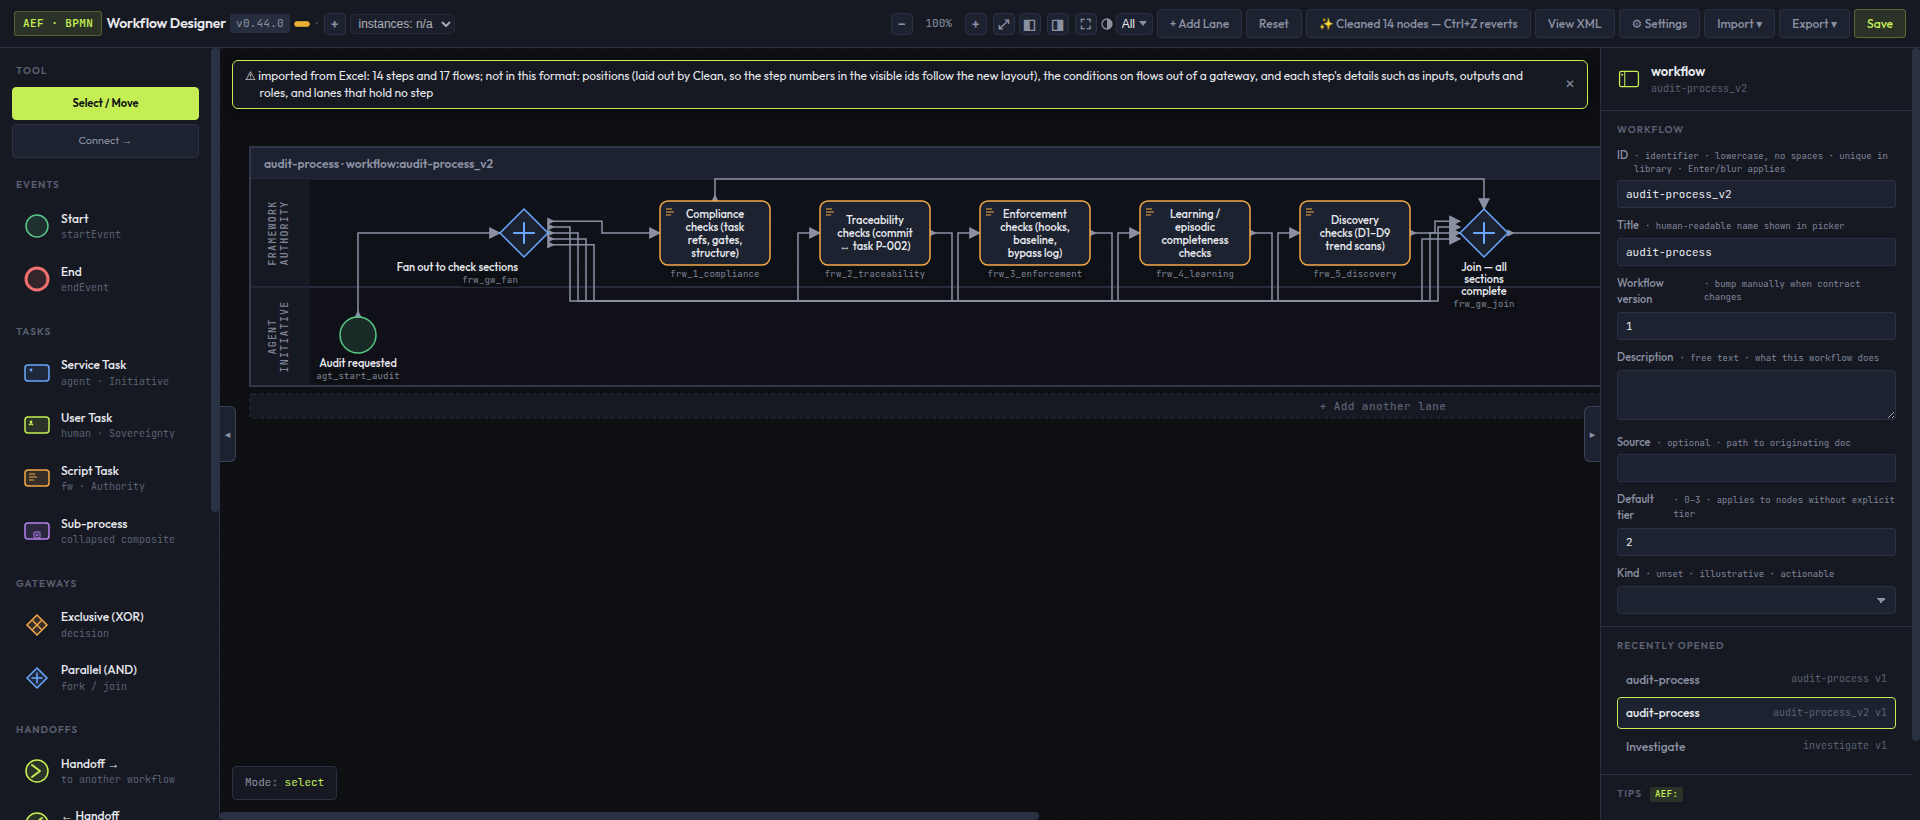 AEF · BPMN Workflow Designer v0.44.0 · + instances: n/a − 100% + All + Add Lane Reset ✨ Cleaned 14 nodes — Ctrl+Z reverts View XML ⚙ Settings Import ▾ Export ▾ Save
TOOL
Select / Move
Connect →
EVENTS
Start
startEvent
End
endEvent
TASKS
Service Task
agent · Initiative
User Task
human · Sovereignty
Script Task
fw · Authority
Sub-process
collapsed composite
GATEWAYS
Exclusive (XOR)
decision
Parallel (AND)
fork / join
HANDOFFS
Handoff →
to another workflow
← Handoff
⚠ imported from Excel: 14 steps and 17 flows; not in this format: positions (laid out by Clean, so the step numbers in the visible ids follow the new layout), the conditions on flows out of a gateway, and each step's details such as inputs, outputs and
roles, and lanes that hold no step
×
audit-process · workflow:audit-process_v2
FRAMEWORK
AUTHORITY
Fan out to check sections
frw_gw_fan
Compliance
checks (task
refs, gates,
structure)
frw_1_compliance
Traceability
checks (commit
↔ task P-002)
frw_2_traceability
Enforcement
checks (hooks,
baseline,
bypass log)
frw_3_enforcement
Learning /
episodic
completeness
checks
frw_4_learning
Discovery
checks (D1-D9
trend scans)
frw_5_discovery
Join — all
sections
complete
frw_gw_join
AGENT
INITIATIVE
Audit requested
agt_start_audit
+ Add another lane
Mode: select
workflow
audit-process_v2
WORKFLOW
ID · identifier · lowercase, no spaces · unique in
library · Enter/blur applies
audit-process_v2
Title · human-readable name shown in picker
audit-process
Workflow version · bump manually when contract
changes
1
Description · free text · what this workflow does
Source · optional · path to originating doc
Default tier · 0-3 · applies to nodes without explicit
tier
2
Kind · unset · illustrative · actionable
RECENTLY OPENED
audit-process audit-process v1
audit-process audit-process_v2 v1
Investigate investigate v1
TIPS AEF: